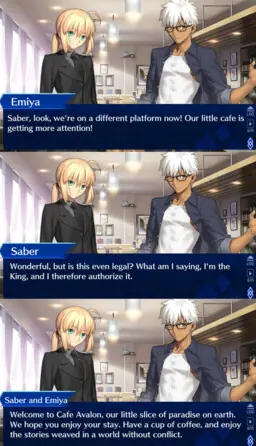 Emiya
Saber, look, we're on a different platform now! Our little cafe is
getting more attention!
Saber
Wonderful, but is this even legal? What am I saying, I'm the
King, and I therefore authorize it.
Saber and Emiya
Welcome to Cafe Avalon, our little slice of paradise on earth.
We hope you enjoy your stay. Have a cup of coffee, and enjoy
the stories weaved in a world without conflict.